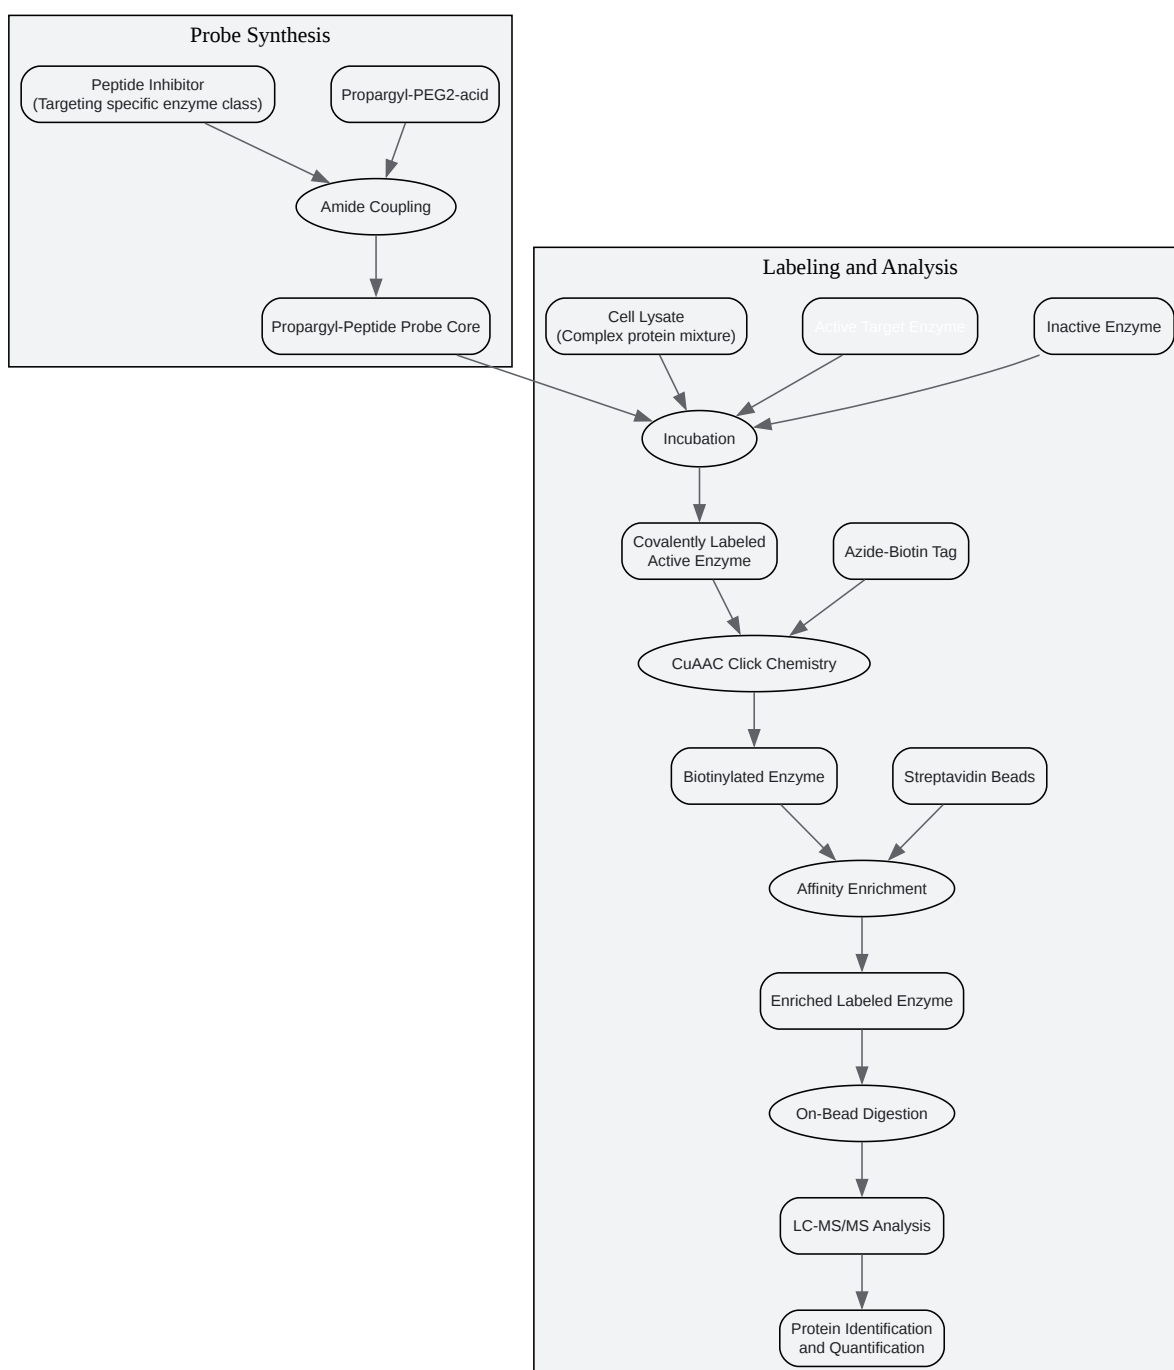 Probe Synthesis
Peptide Inhibitor
(Targeting specific enzyme class)
Propargyl-PEG2-acid
Amide Coupling
Propargyl-Peptide Probe Core
Labeling and Analysis
Cell Lysate
(Complex protein mixture)
Active Target Enzyme
Inactive Enzyme
Incubation
Covalently Labeled
Active Enzyme
Azide-Biotin Tag
CuAAC Click Chemistry
Biotinylated Enzyme
Streptavidin Beads
Affinity Enrichment
Enriched Labeled Enzyme
On-Bead Digestion
LC-MS/MS Analysis
Protein Identification
and Quantification